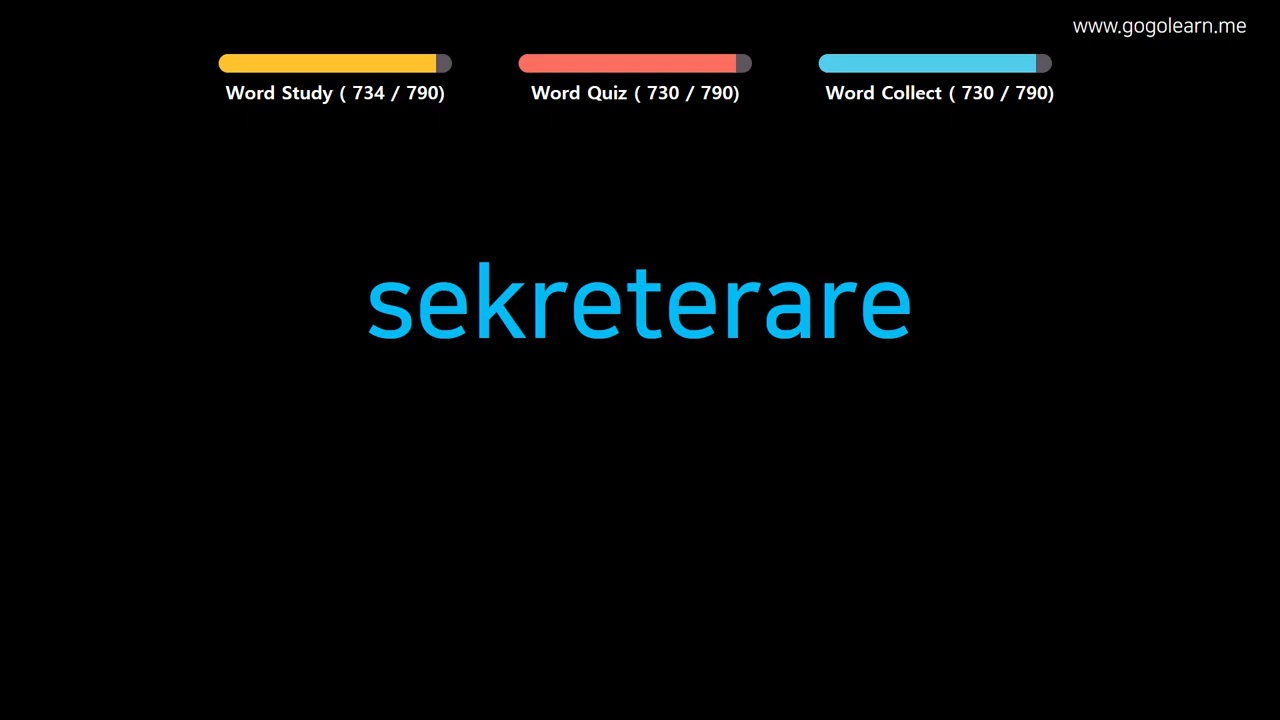 www.gogolearn.me
Word Study ( 734 / 790)
Word Quiz ( 730 / 790)
Word Collect ( 730 / 790)
sekreterare